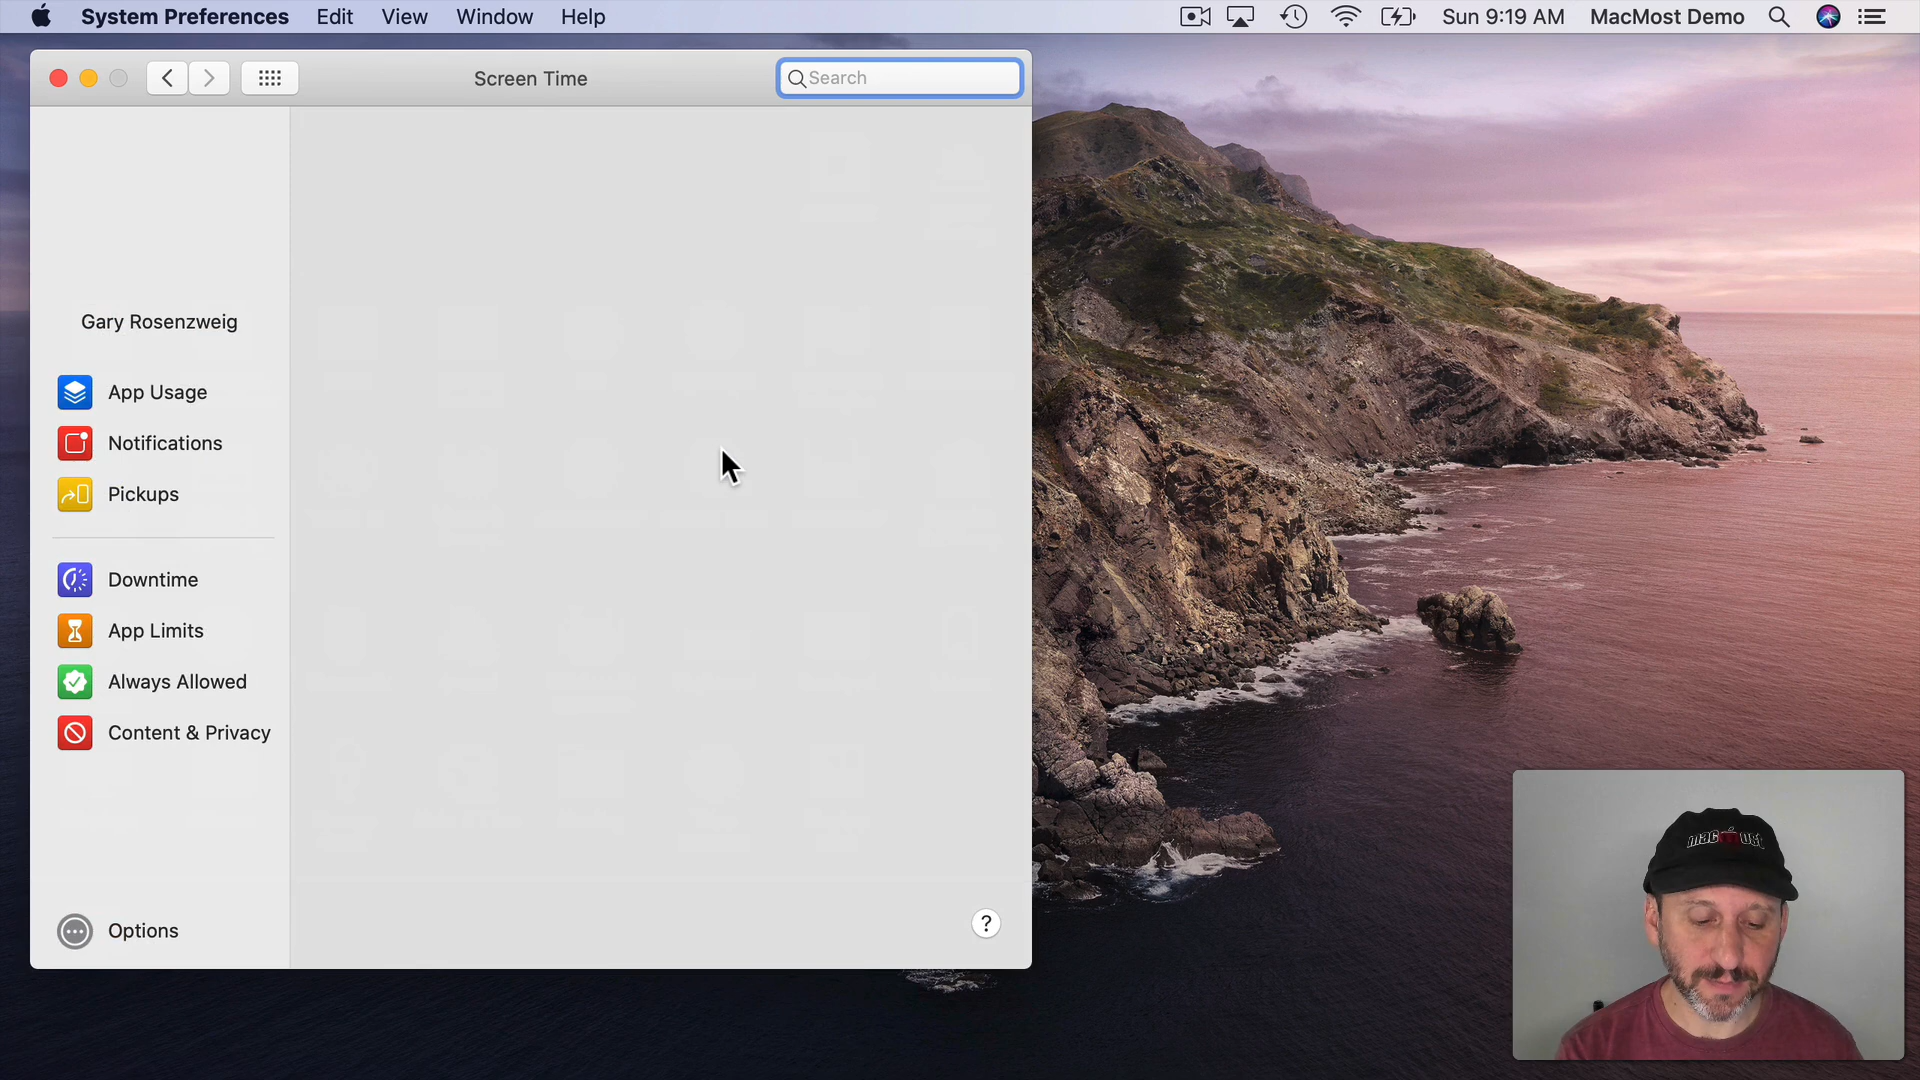 System Preferences Edit View Window Help Sun 9:19 AM MacMost Demo
Screen Time
Search
Gary Rosenzweig
App Usage
Notifications
Pickups
Downtime
App Limits
Always Allowed
Content & Privacy
Options
?